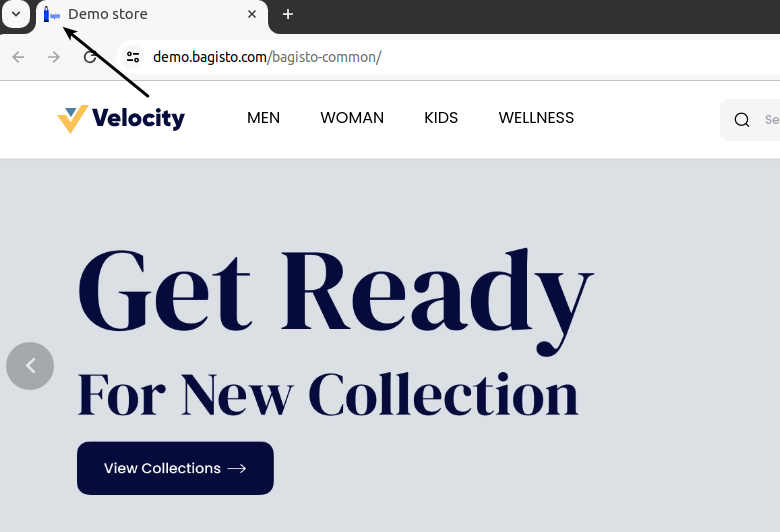 Demo store
demo.bagisto.com/bagisto-common/
Velocity MEN WOMAN KIDS WELLNESS Se
Get Ready
For New Collection
View Collections